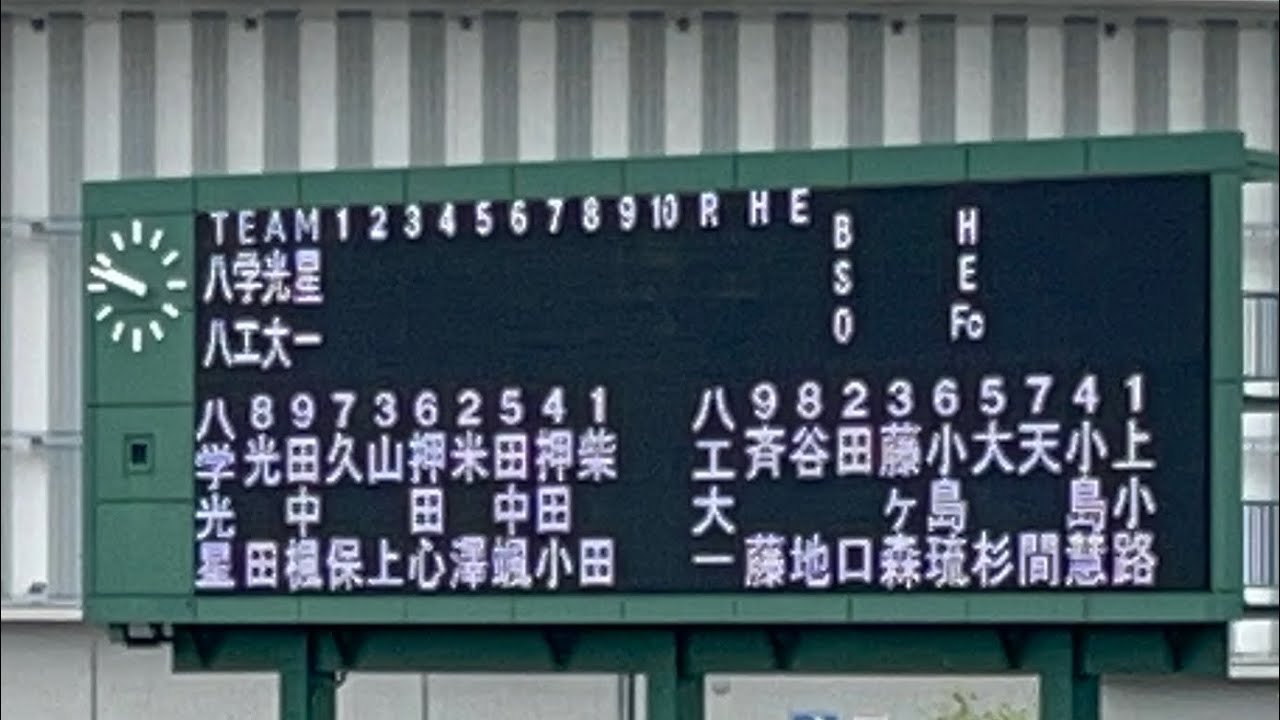 TEAM 1 2 3 4 5 6 7 8 9 10 R H E
八学光星
八工大一
B
S
O
H
E
Fc
八学光星
8 光田
9 田中楓
7 久保
3 山上
6 押田心
2 米澤
5 田中颯
4 押田小
1 柴田
八工大一
9 斉藤
8 谷地
2 田口
3 藤ヶ森
6 小島琉
5 大杉
7 天間
4 小島慧
1 上小路